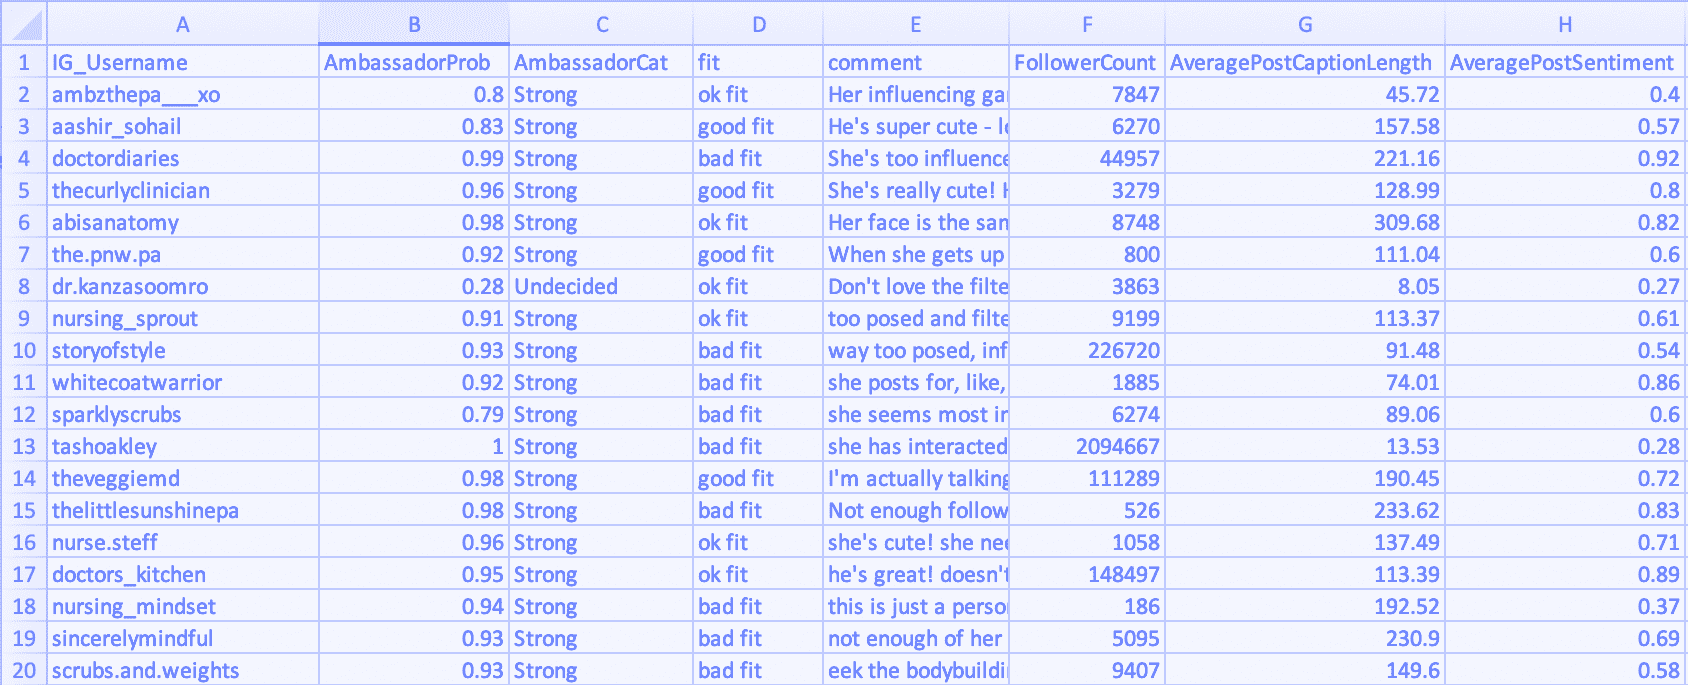 A B C D E F G H
1 IG_Username AmbassadorProb AmbassadorCat fit comment FollowerCount AveragePostCaptionLength AveragePostSentiment
2 ambzthepa___xo 0.8 Strong ok fit Her influencing ga 7847 45.72 0.4
3 aashir_sohail 0.83 Strong good fit He's super cute - l 6270 157.58 0.57
4 doctordiaries 0.99 Strong bad fit She's too influence 44957 221.16 0.92
5 thecurlyclinician 0.96 Strong good fit She's really cute! H 3279 128.99 0.8
6 abisanatomy 0.98 Strong ok fit Her face is the sam 8748 309.68 0.82
7 the.pnw.pa 0.92 Strong good fit When she gets up 800 111.04 0.6
8 dr.kanzasoomro 0.28 Undecided ok fit Don't love the filte 3863 8.05 0.27
9 nursing_sprout 0.91 Strong ok fit too posed and filte 9199 113.37 0.61
10 storyofstyle 0.93 Strong bad fit way too posed, inf 226720 91.48 0.54
11 whitecoatwarrior 0.92 Strong bad fit she posts for, like, 1885 74.01 0.86
12 sparklyscrubs 0.79 Strong bad fit she seems most in 6274 89.06 0.6
13 tashoakley 1 Strong bad fit she has interacted 2094667 13.53 0.28
14 theveggiemd 0.98 Strong good fit I'm actually talking 111289 190.45 0.72
15 thelittlesunshinepa 0.98 Strong bad fit Not enough follow 526 233.62 0.83
16 nurse.steff 0.96 Strong ok fit she's cute! she nee 1058 137.49 0.71
17 doctors_kitchen 0.95 Strong ok fit he's great! doesn't 148497 113.39 0.89
18 nursing_mindset 0.94 Strong bad fit this is just a perso 186 192.52 0.37
19 sincerelymindful 0.93 Strong bad fit not enough of her 5095 230.9 0.69
20 scrubs.and.weights 0.93 Strong bad fit eek the bodybuildi 9407 149.6 0.58